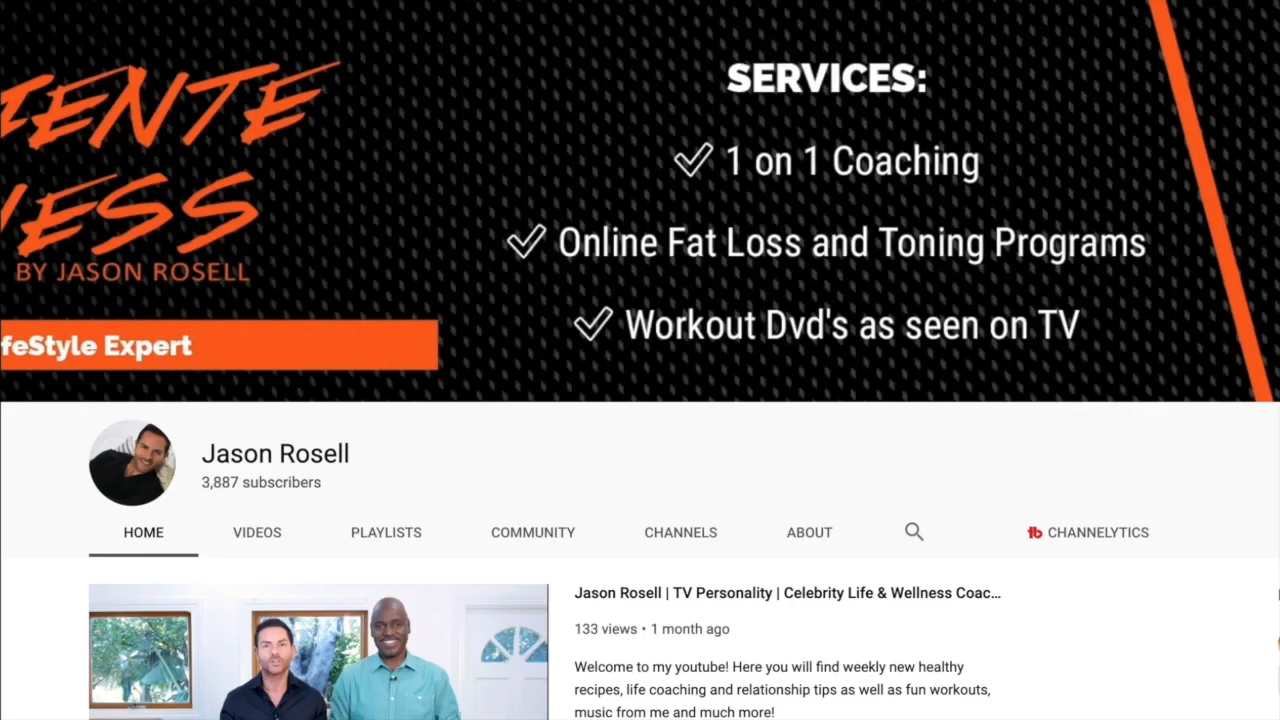 IENTE
NESS
BY JASON ROSELL
feStyle Expert
SERVICES:
1 on 1 Coaching
Online Fat Loss and Toning Programs
Workout Dvd's as seen on TV
Jason Rosell
3,887 subscribers
HOME VIDEOS PLAYLISTS COMMUNITY CHANNELS ABOUT CHANNELYTICS
Jason Rosell | TV Personality | Celebrity Life & Wellness Coac...
133 views • 1 month ago
Welcome to my youtube! Here you will find weekly new healthy
recipes, life coaching and relationship tips as well as fun workouts,
music from me and much more!